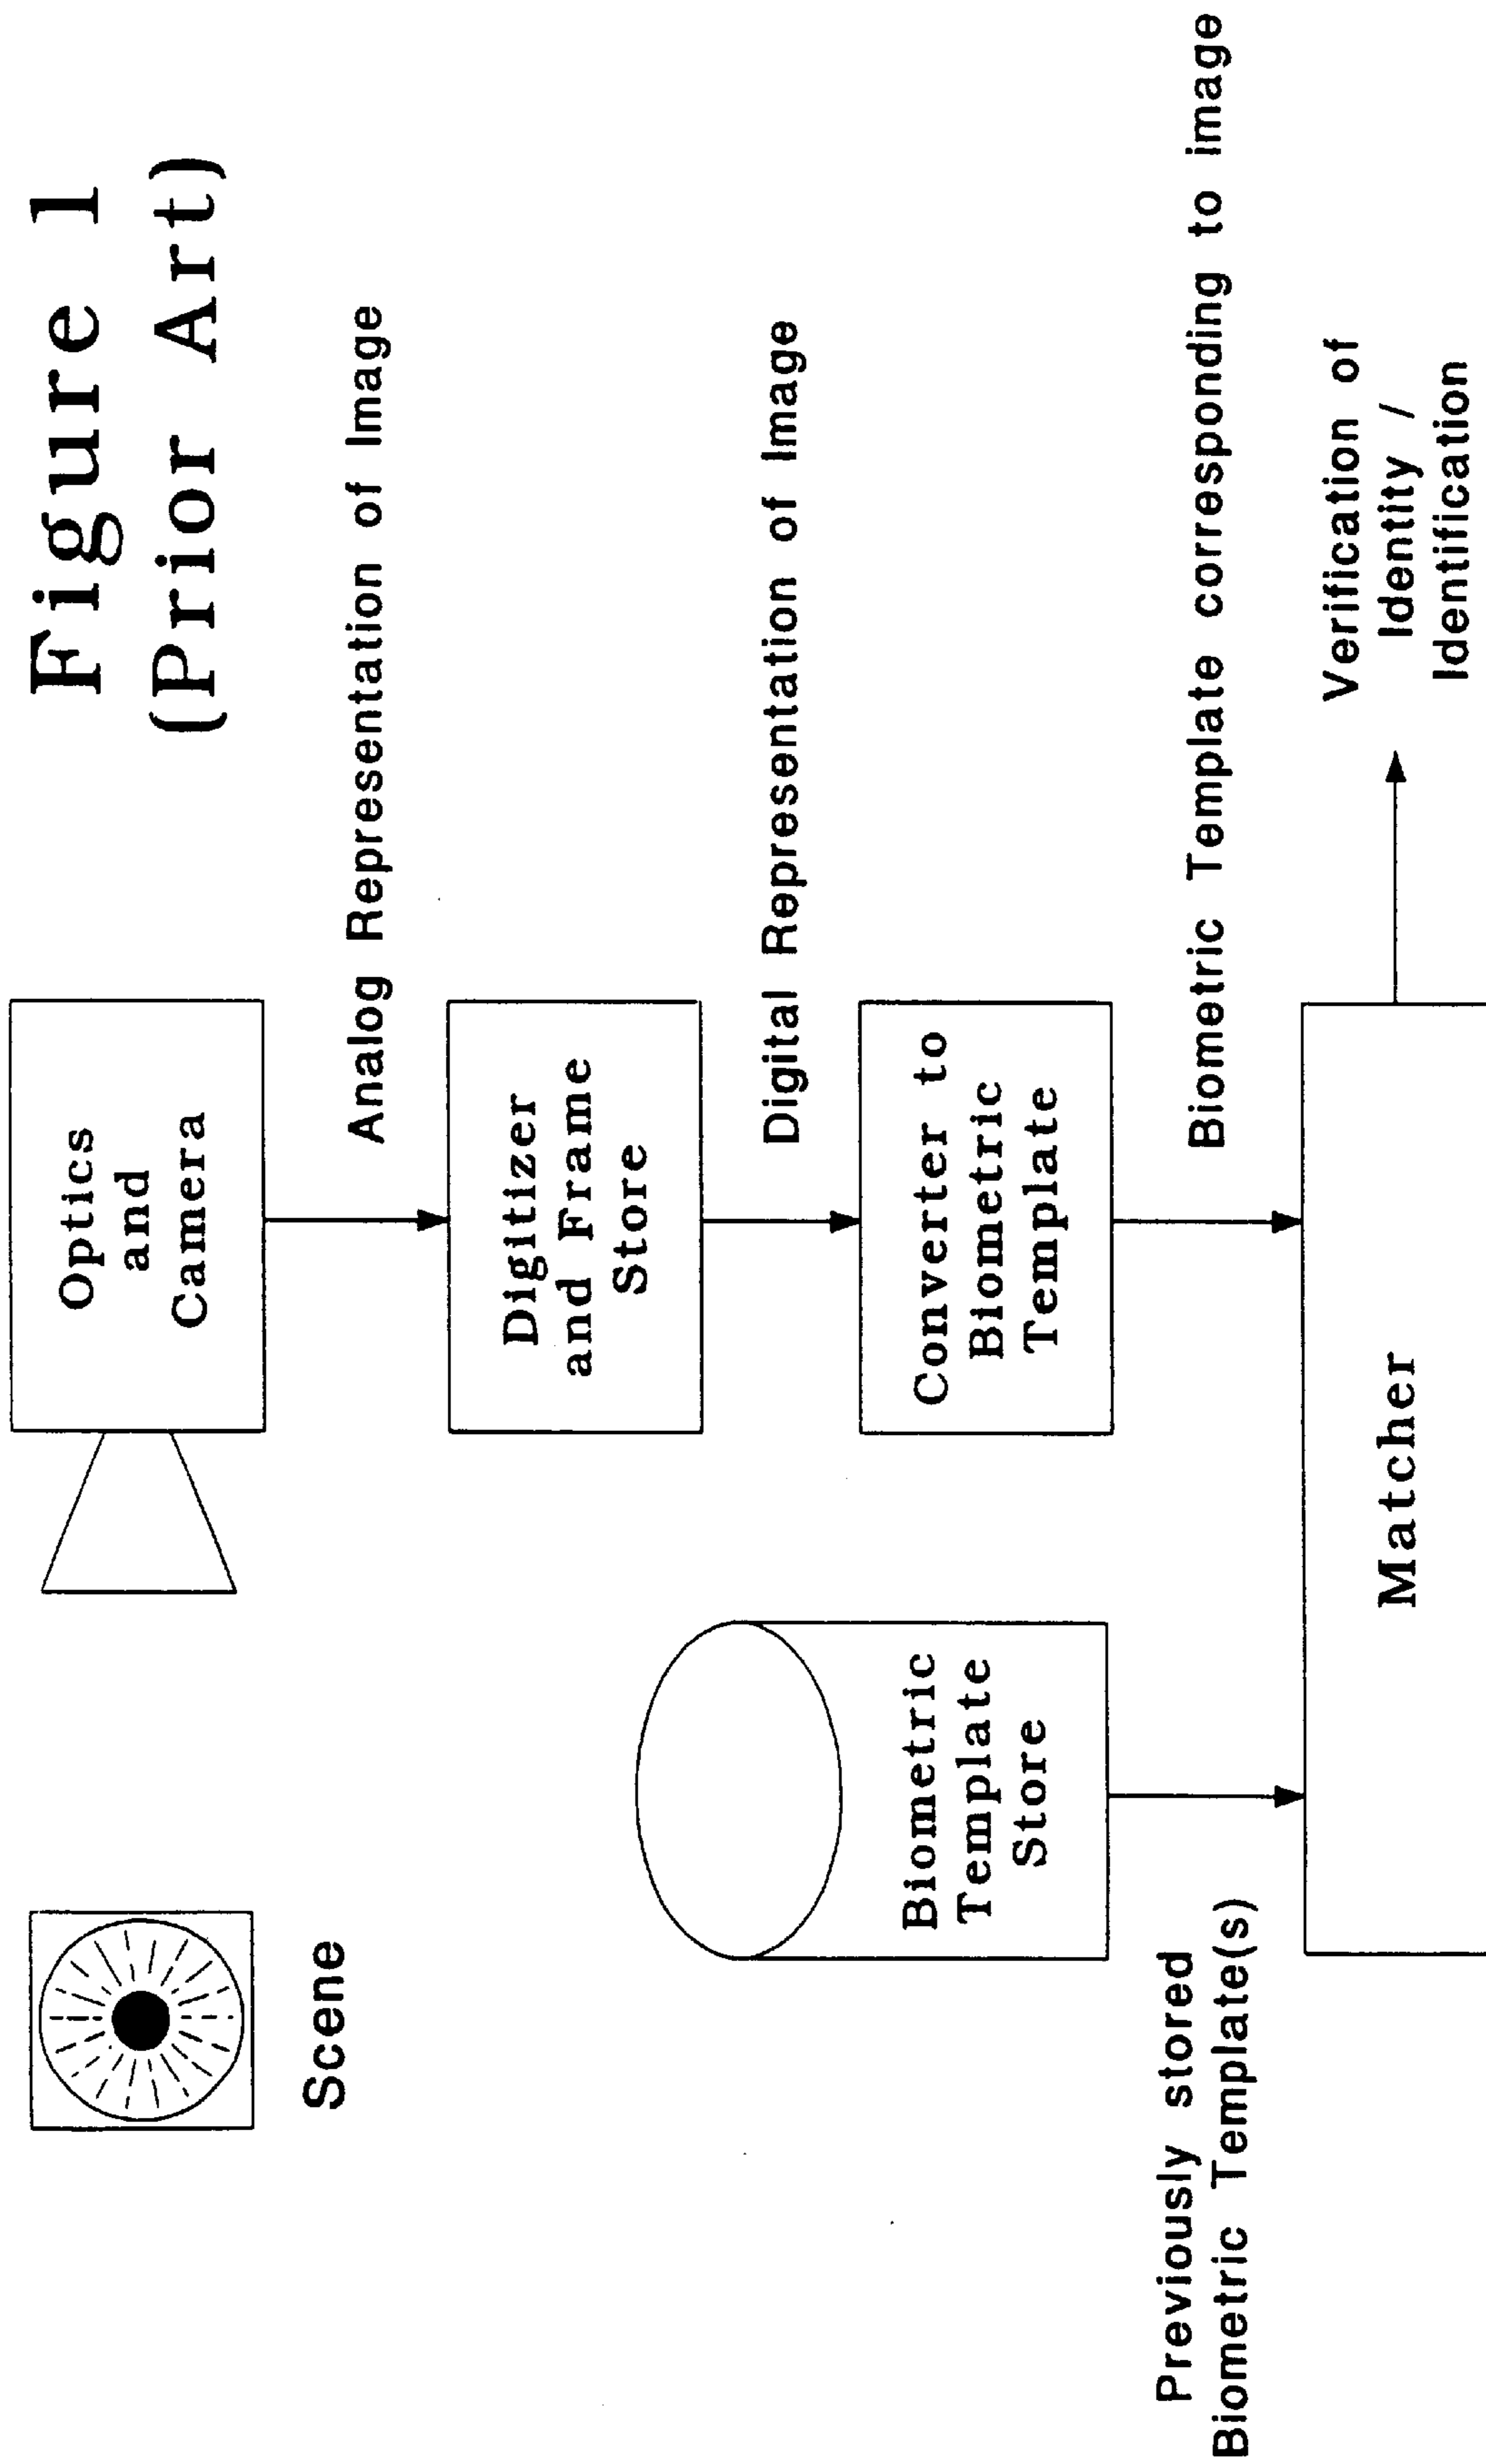 Figure 1
(Prior Art)
Scene
Optics
and
Camera
Analog Representation of Image
Digitizer
and Frame
Store
Digital Representation of Image
Biometric
Template
Store
Converter to
Biometric
Template
Previously stored
Biometric Template(s)
Biometric Template corresponding to image
Matcher
Verification of
Identity /
Identification